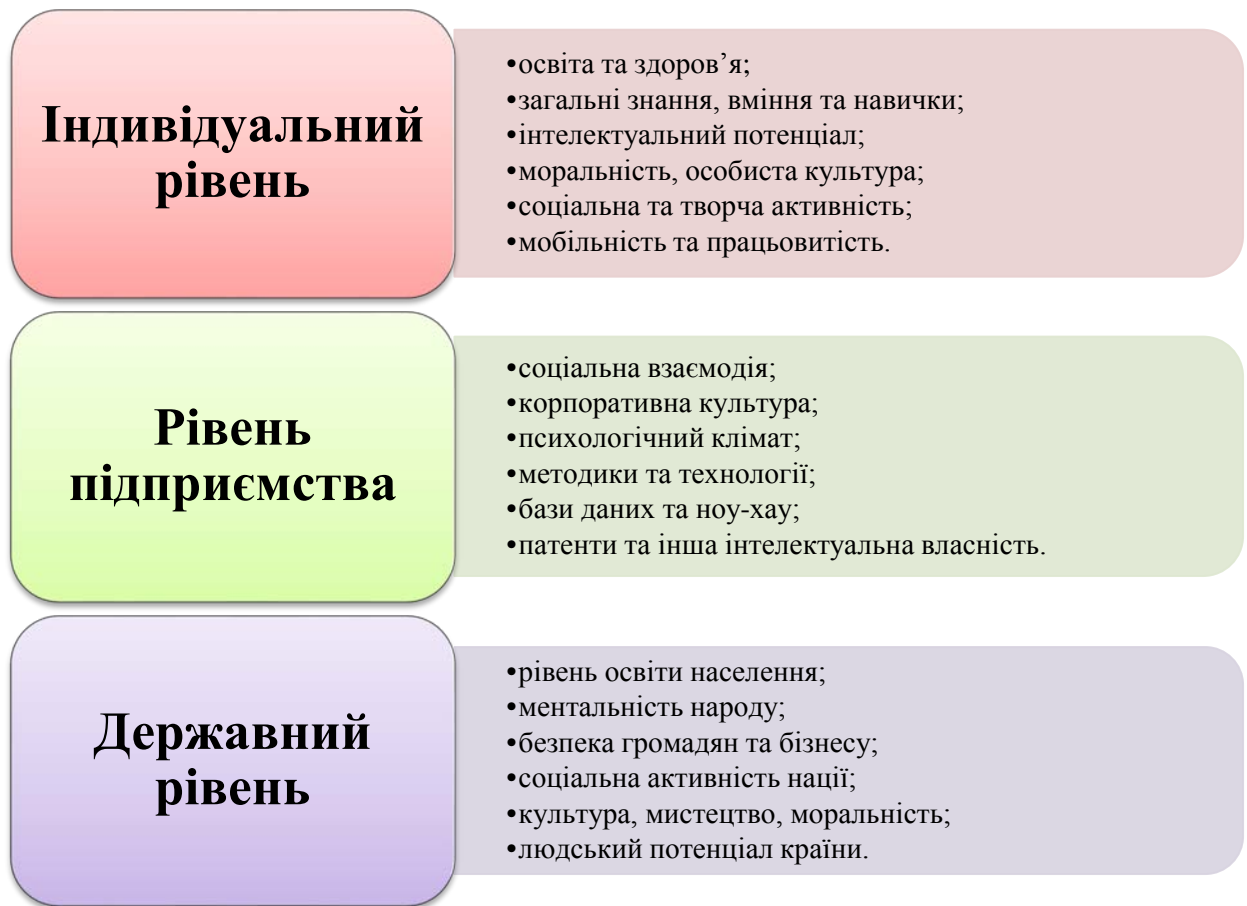 Індивідуальний
рівень
•освіта та здоров’я;
•загальні знання, вміння та навички;
•інтелектуальний потенціал;
•моральність, особиста культура;
•соціальна та творча активність;
•мобільність та працьовитість.
Рівень
підприємства
•соціальна взаємодія;
•корпоративна культура;
•психологічний клімат;
•методики та технології;
•бази даних та ноу-хау;
•патенти та інша інтелектуальна власність.
Державний
рівень
•рівень освіти населення;
•ментальність народу;
•безпека громадян та бізнесу;
•соціальна активність нації;
•культура, мистецтво, моральність;
•людський потенціал країни.